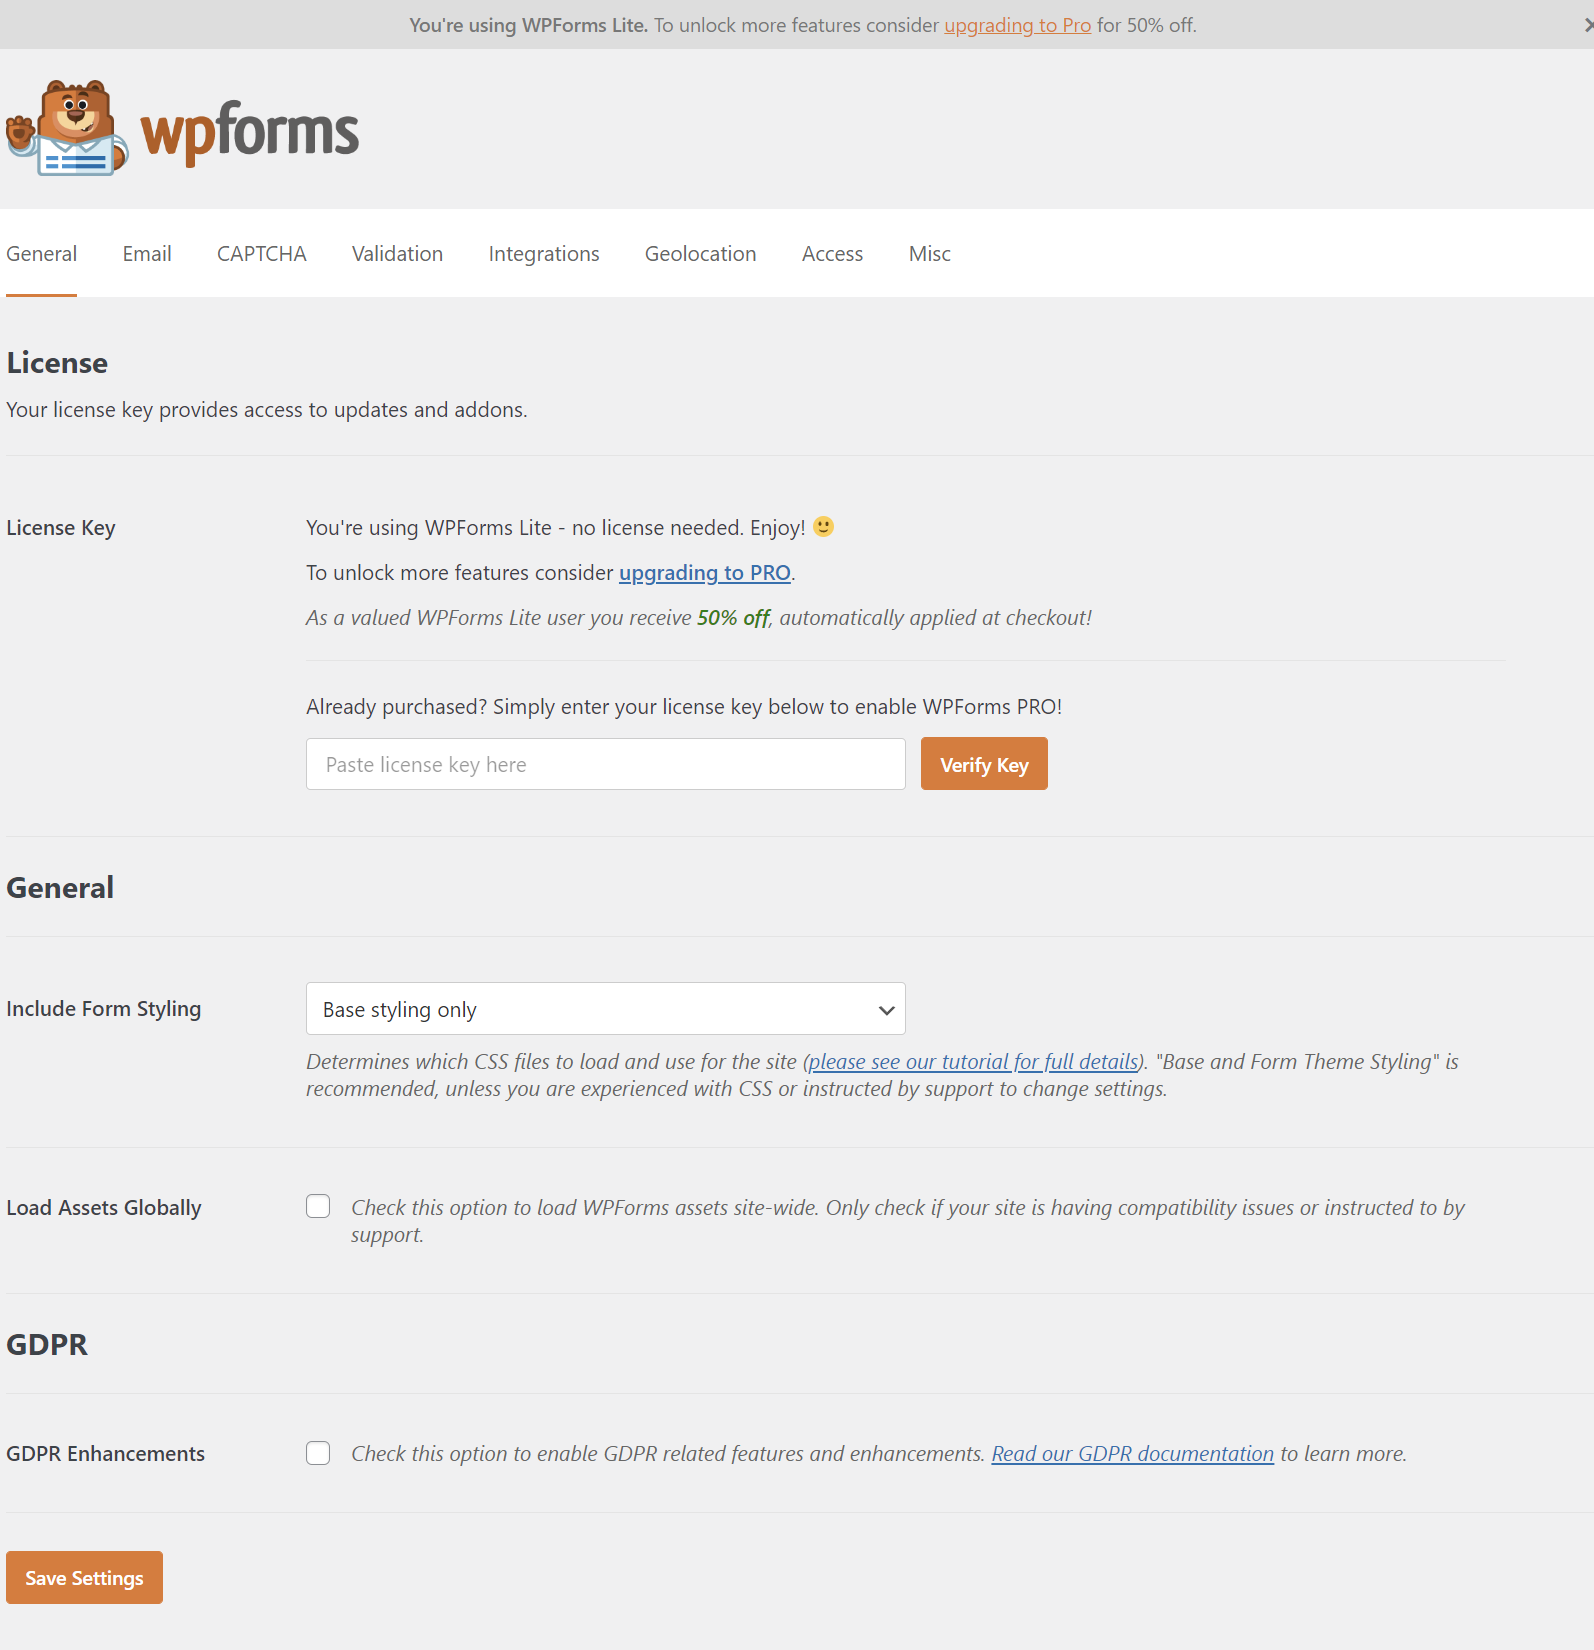 You're using WPForms Lite. To unlock more features consider upgrading to Pro for 50% off.
wpforms
General Email CAPTCHA Validation Integrations Geolocation Access Misc
License
Your license key provides access to updates and addons.
License Key
You're using WPForms Lite - no license needed. Enjoy! 🙂
To unlock more features consider upgrading to PRO.
As a valued WPForms Lite user you receive 50% off, automatically applied at checkout!
Already purchased? Simply enter your license key below to enable WPForms PRO!
Paste license key here
Verify Key
General
Include Form Styling
Base styling only
Determines which CSS files to load and use for the site (please see our tutorial for full details). "Base and Form Theme Styling" is
recommended, unless you are experienced with CSS or instructed by support to change settings.
Load Assets Globally
Check this option to load WPForms assets site-wide. Only check if your site is having compatibility issues or instructed to by
support.
GDPR
GDPR Enhancements
Check this option to enable GDPR related features and enhancements. Read our GDPR documentation to learn more.
Save Settings